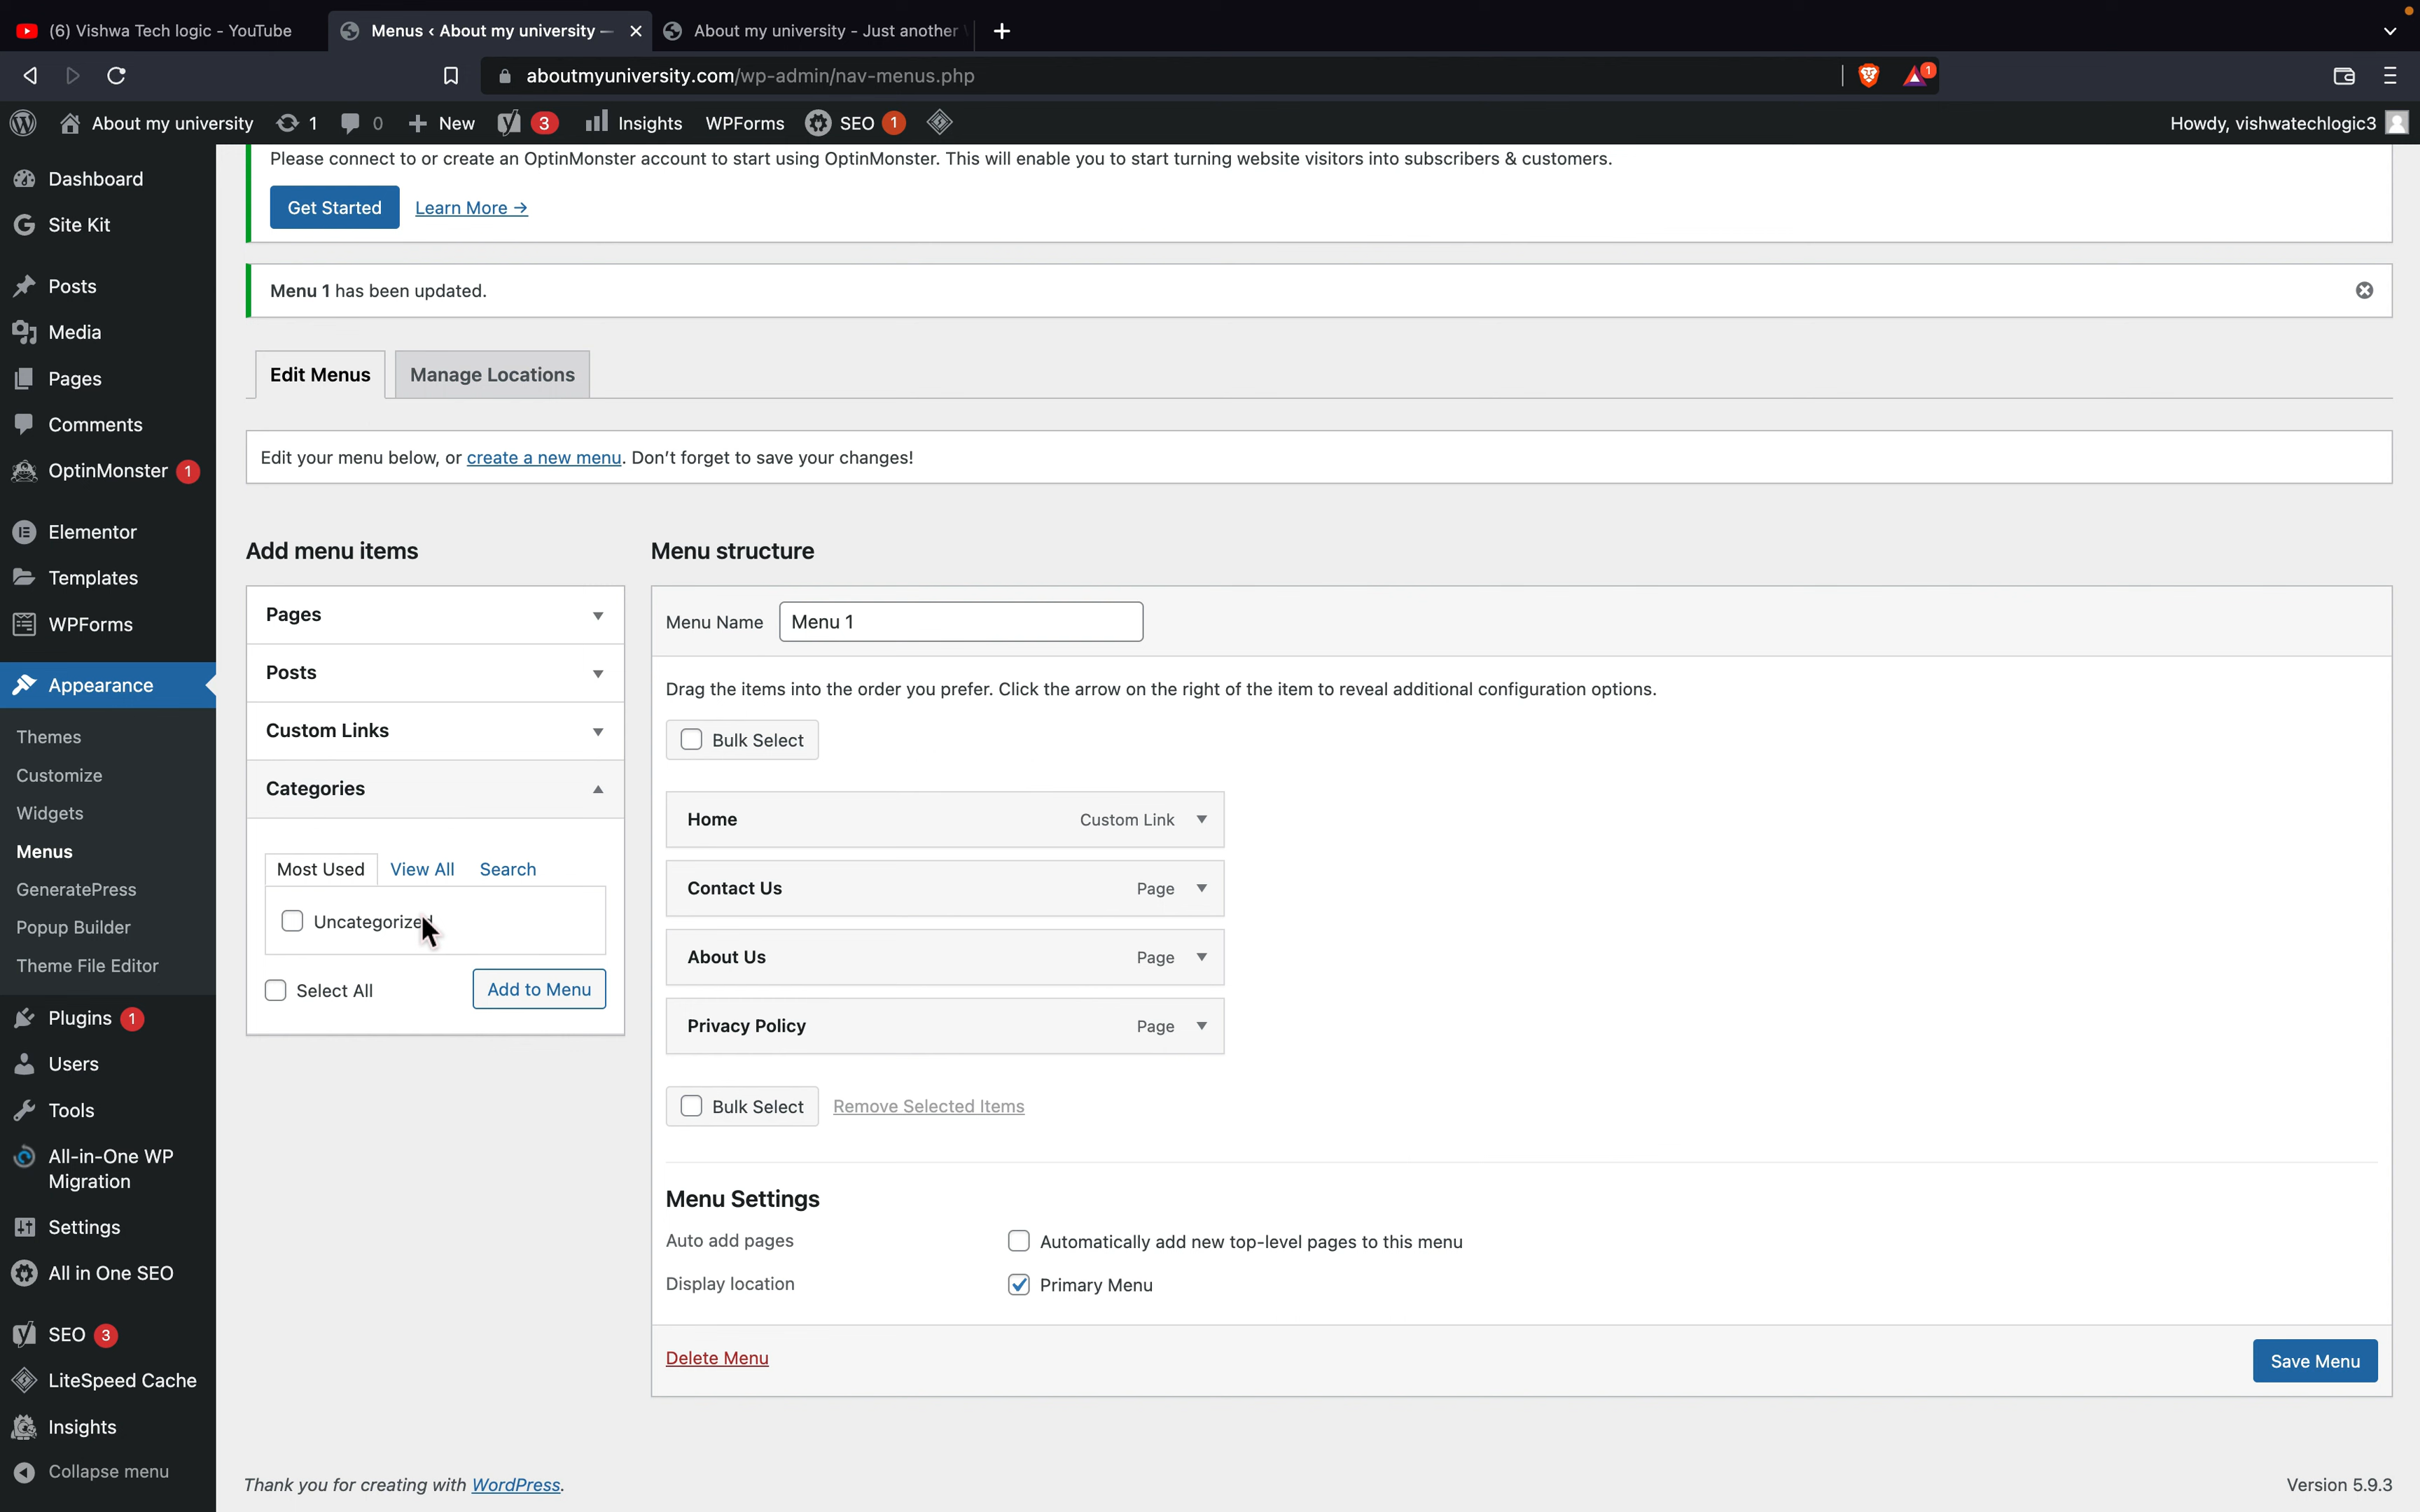 (6) Vishwa Tech logic - YouTube
Menus ‹ About my university —
About my university - Just another
aboutmyuniversity.com/wp-admin/nav-menus.php
1
About my university
1
0
New
3
Insights
WPForms
SEO 1
Howdy, vishwatechlogic3
Dashboard
Site Kit
Posts
Media
Pages
Comments
OptinMonster 1
Elementor
Templates
WPForms
Appearance
Themes
Customize
Widgets
Menus
GeneratePress
Popup Builder
Theme File Editor
Plugins 1
Users
Tools
All-in-One WP
Migration
Settings
All in One SEO
SEO 3
LiteSpeed Cache
Insights
Collapse menu
Please connect to or create an OptinMonster account to start using OptinMonster. This will enable you to start turning website visitors into subscribers & customers.
Get Started Learn More →
Menu 1 has been updated.
Edit Menus Manage Locations
Edit your menu below, or create a new menu. Don't forget to save your changes!
Add menu items
Pages
Posts
Custom Links
Categories
Most Used View All Search
Uncategorized
Select All Add to Menu
Menu structure
Menu Name Menu 1
Drag the items into the order you prefer. Click the arrow on the right of the item to reveal additional configuration options.
Bulk Select
Home Custom Link
Contact Us Page
About Us Page
Privacy Policy Page
Bulk Select Remove Selected Items
Menu Settings
Auto add pages Automatically add new top-level pages to this menu
Display location Primary Menu
Delete Menu Save Menu
Thank you for creating with WordPress. Version 5.9.3